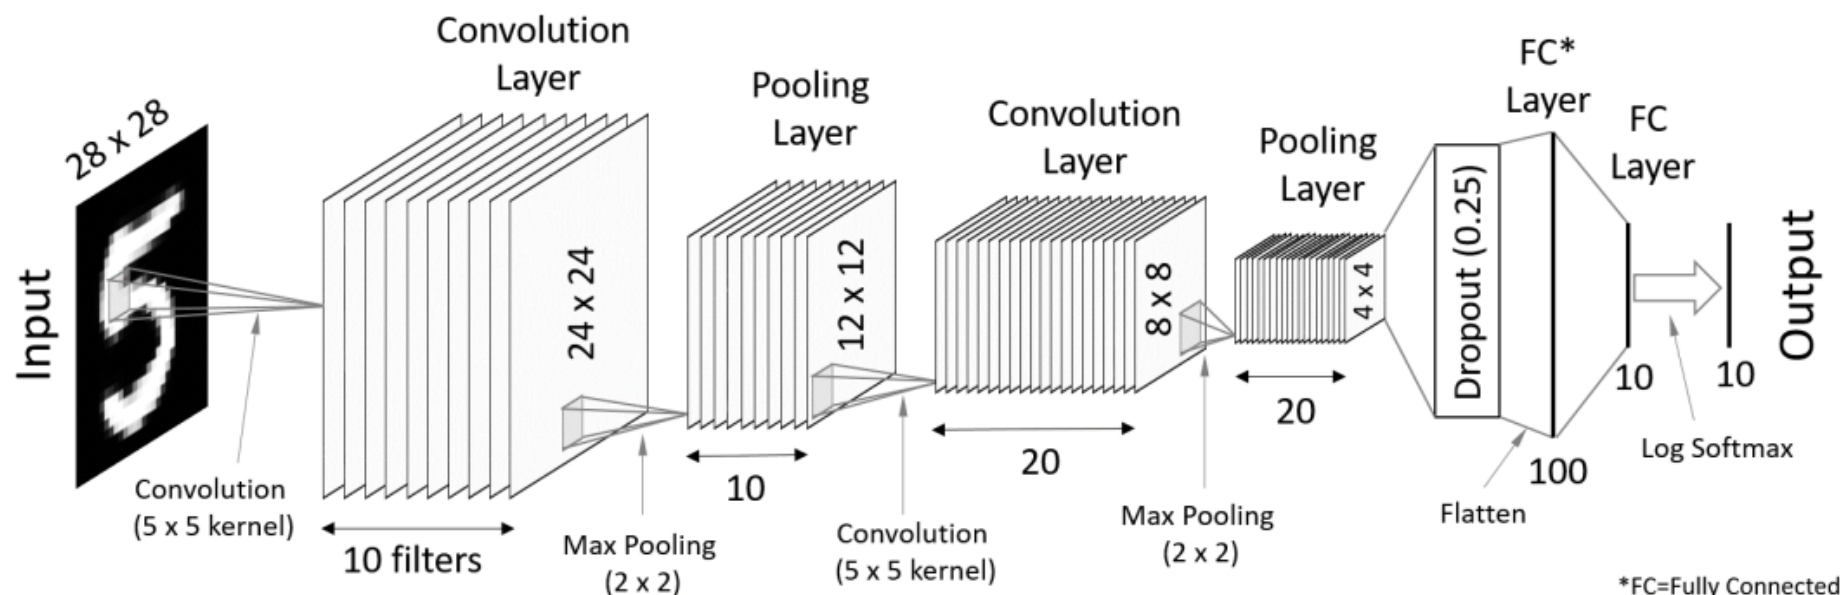 Input
28 x 28
Convolution
(5 x 5 kernel)
Convolution
Layer
24 x 24
10 filters
Max Pooling
(2 x 2)
Pooling
Layer
12 x 12
10
Convolution
(5 x 5 kernel)
Convolution
Layer
8 x 8
20
Max Pooling
(2 x 2)
Pooling
Layer
4 x 4
20
Dropout (0.25)
Flatten
FC*
Layer
100
FC
Layer
10
Log Softmax
10
Output
*FC=Fully Connected